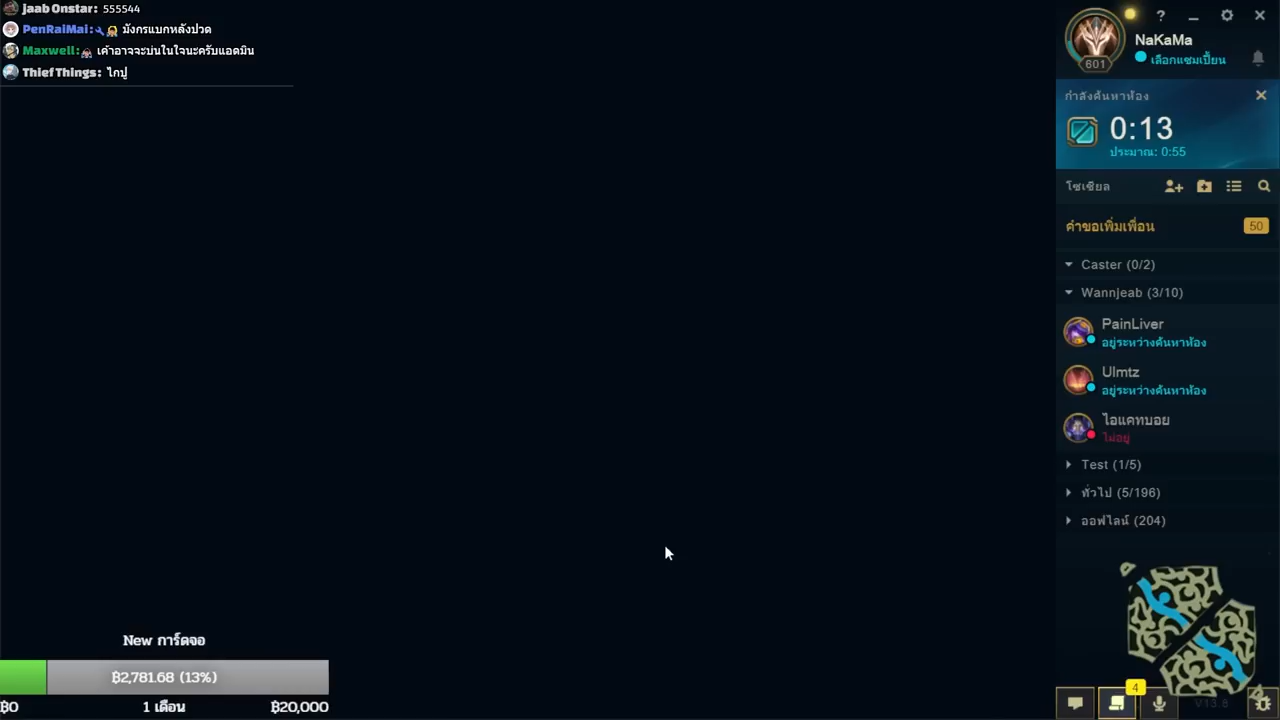 Jaab Onstar: 555544
PenRaiMai: มังกรแบกหลังปวด
Maxwell: เค้าอาจจะบ่นในใจนะครับแอดมิน
ThiefThings: ไกปู
NaKaMa
601
เลือกแชมเปี้ยน
กำลังค้นหาห้อง
0:13
ประมาณ: 0:55
โซเชียล
คำขอเพิ่มเพื่อน
50
Caster (0/2)
Wannjeab (3/10)
PainLiver
อยู่ระหว่างค้นหาห้อง
Ulmtz
อยู่ระหว่างค้นหาห้อง
ไอแคทบอย
ไม่อยู่
Test (1/5)
ทั่วไป (5/196)
ออฟไลน์ (204)
New การ์ดจอ
฿2,781.68 (13%)
฿0
1 เดือน
฿20,000
4
V13.6